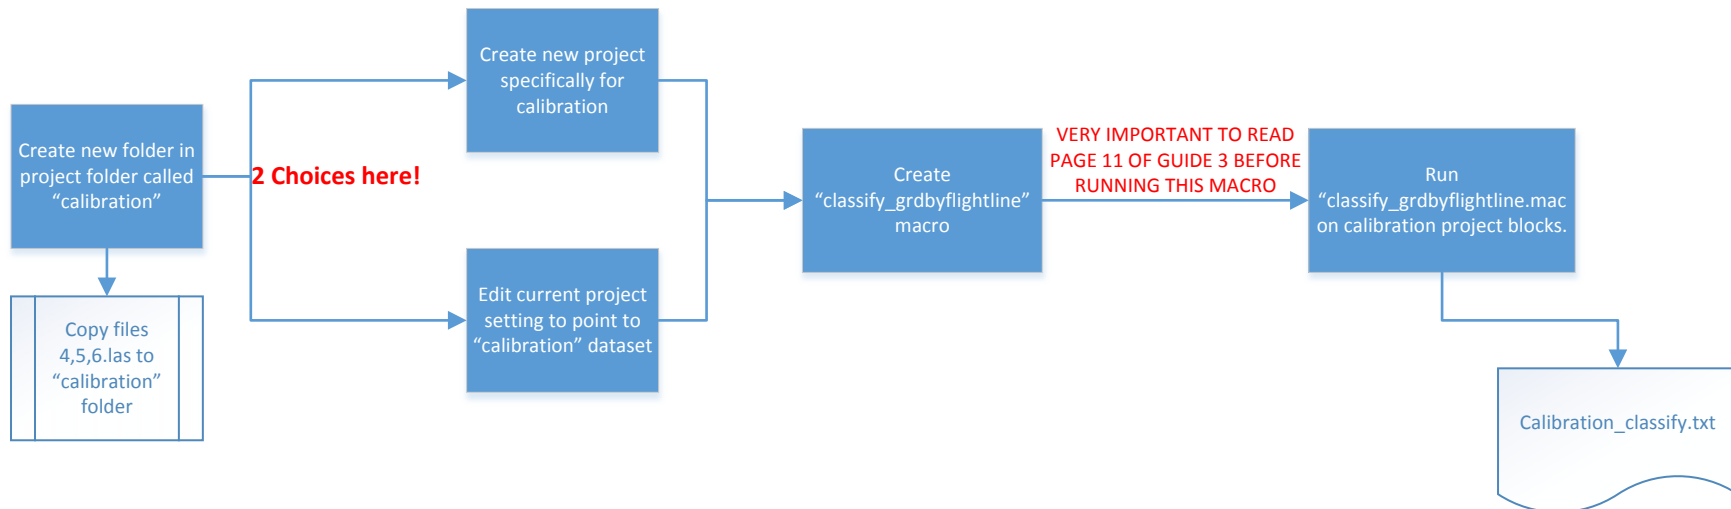 Create new folder in
project folder called
“calibration”
Copy files
4,5,6.las to
“calibration”
folder
2 Choices here!
Create new project
specifically for
calibration
Edit current project
setting to point to
“calibration” dataset
Create
“classify_grdbyflightline”
macro
VERY IMPORTANT TO READ
PAGE 11 OF GUIDE 3 BEFORE
RUNNING THIS MACRO
Run
“classify_grdbyflightline.mac
on calibration project blocks.
Calibration_classify.txt